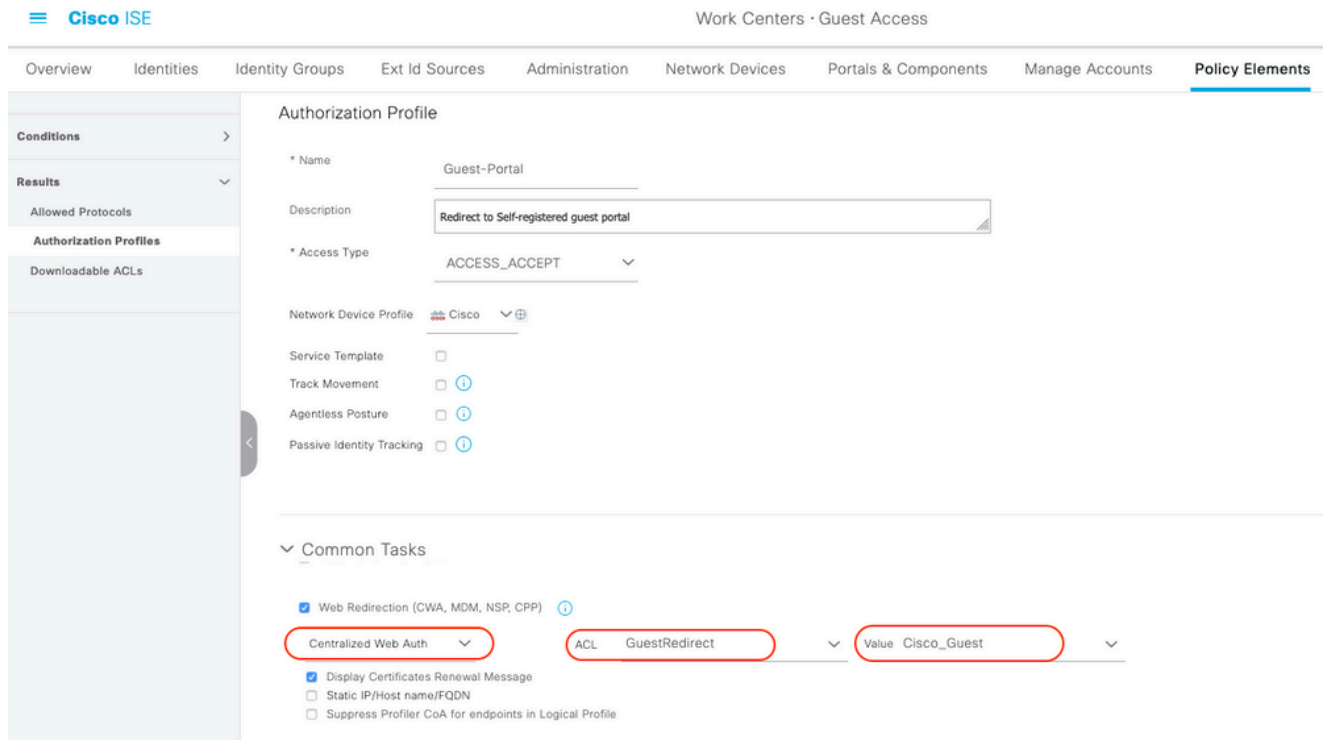 Cisco ISE
Work Centers · Guest Access
Overview Identities Identity Groups Ext Id Sources Administration Network Devices Portals & Components Manage Accounts Policy Elements
Conditions
Results
Allowed Protocols
Authorization Profiles
Downloadable ACLs
Authorization Profile
* Name Guest-Portal
Description Redirect to Self-registered guest portal
* Access Type ACCESS_ACCEPT
Network Device Profile Cisco
Service Template
Track Movement
Agentless Posture
Passive Identity Tracking
Common Tasks
Web Redirection (CWA, MDM, NSP, CPP)
Centralized Web Auth ACL GuestRedirect Value Cisco_Guest
Display Certificates Renewal Message
Static IP/Host name/FQDN
Suppress Profiler CoA for endpoints in Logical Profile